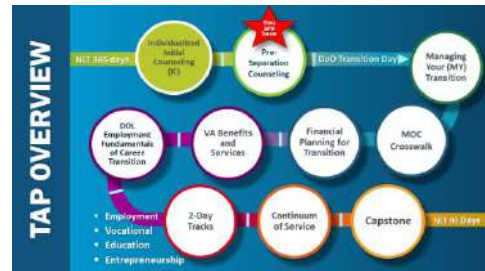 TAP OVERVIEW
You
are here
NLT 365 days
Individualized
Initial
Counseling
(IC)
Pre-
Separation
Counseling
DoD Transition Day
Managing
Your (MY)
Transition
DOL
Employment
Fundamentals
of Career
Transition
VA Benefits
and
Services
Financial
Planning for
Transition
MOC
Crosswalk
• Employment
• Vocational
• Education
• Entrepreneurship
2-Day
Tracks
Continuum
of Service
Capstone
NLT 90 Days